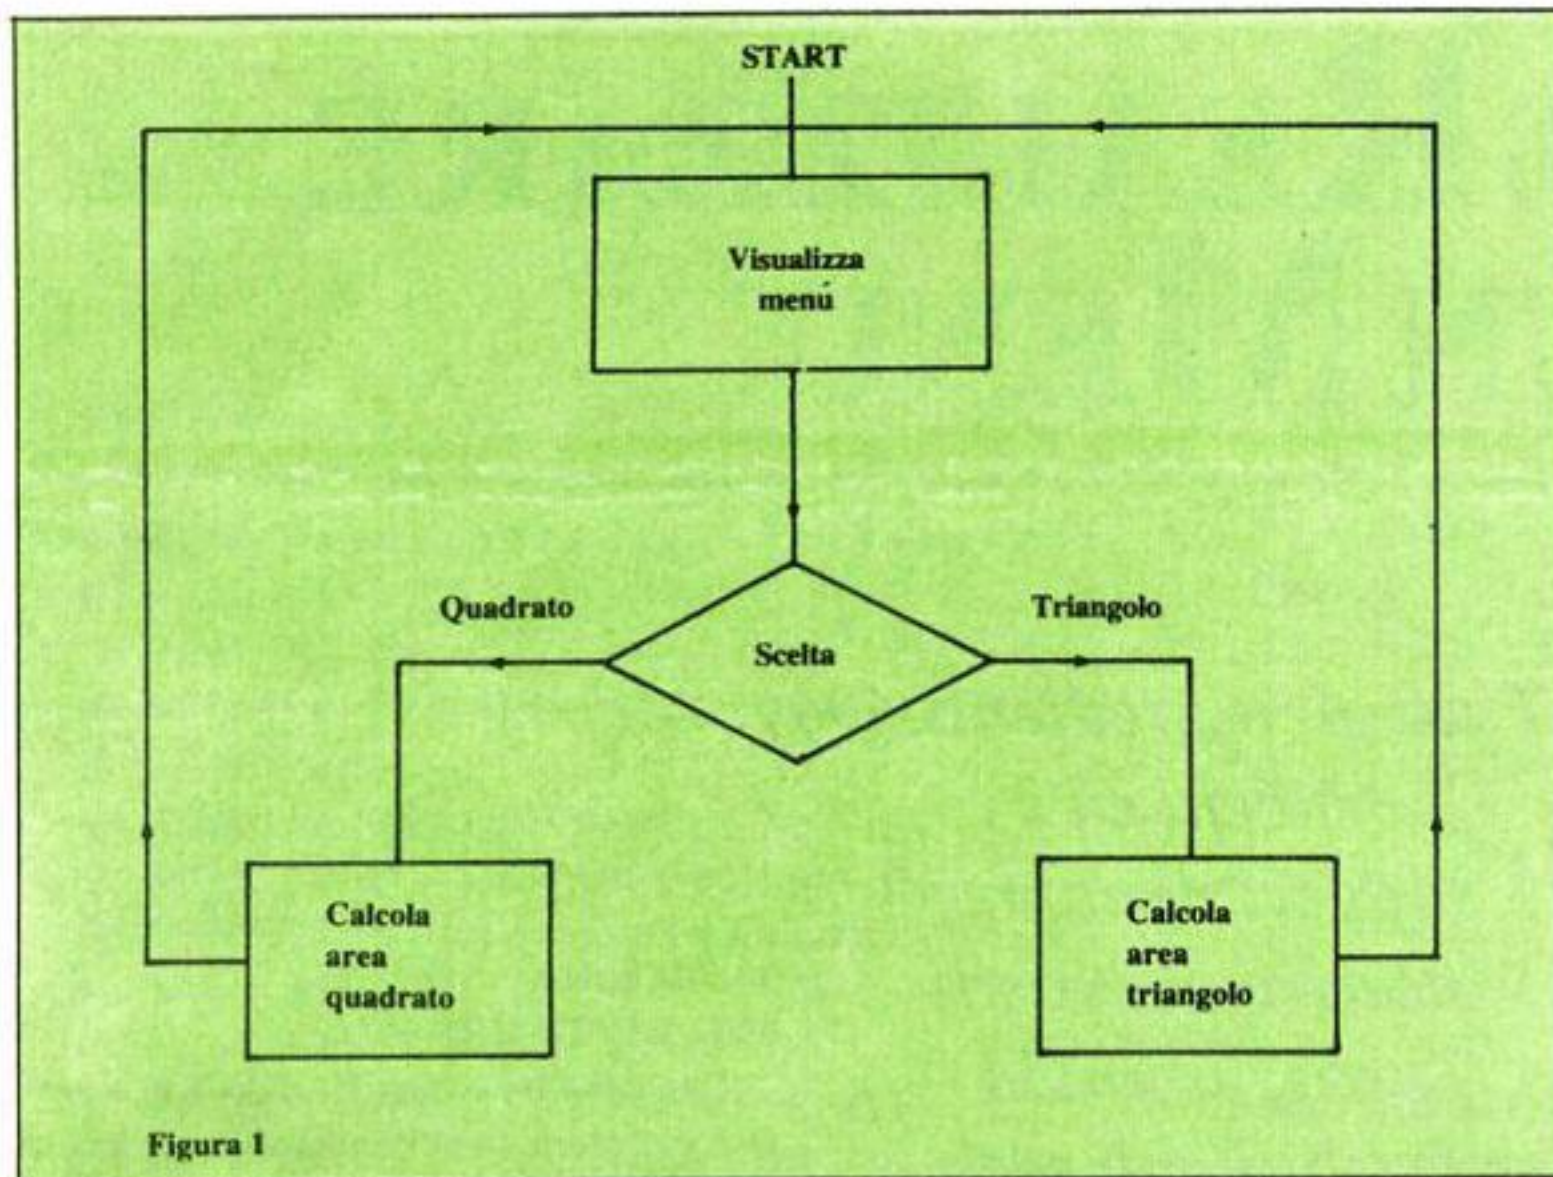 START
Visualizza
menú
Quadrato
Scelta
Triangolo
Calcola
area
quadrato
Calcola
area
triangolo
Figura 1